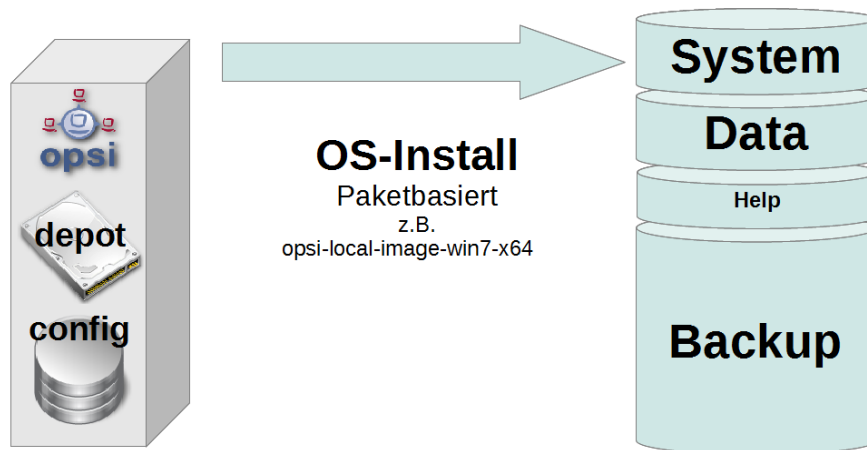 opsi
depot
config
OS-Install
Paketbasiert
z.B.
opsi-local-image-win7-x64
System
Data
Help
Backup